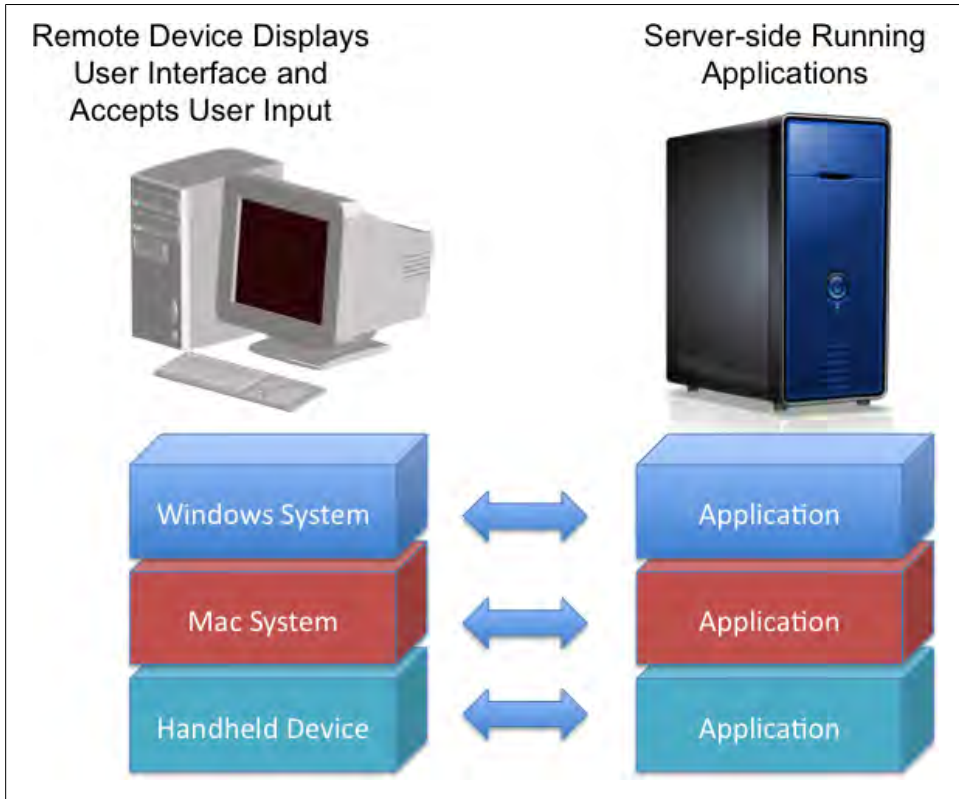 Remote Device Displays
User Interface and
Accepts User Input
Server-side Running
Applications
Windows System
Application
Mac System
Application
Handheld Device
Application